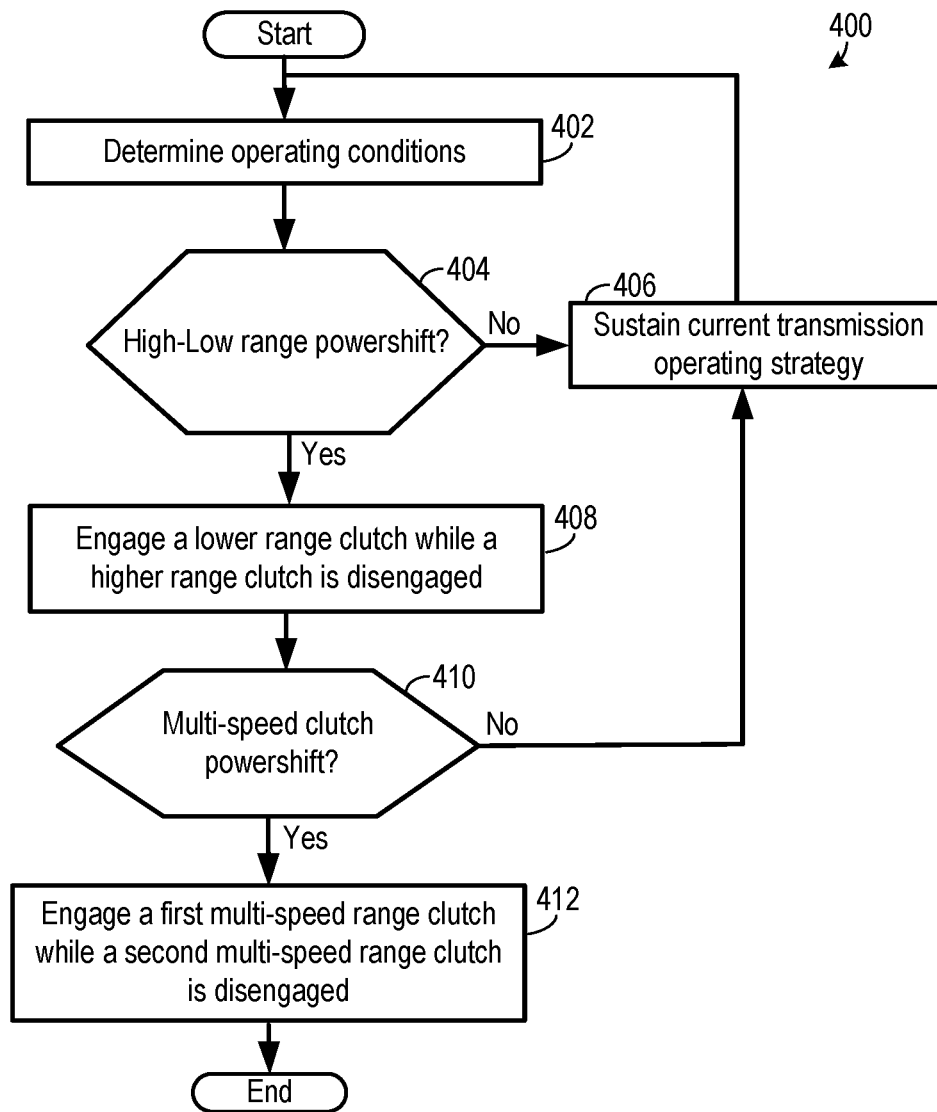 Start
400
Determine operating conditions
402
High-Low range powershift?
404
No
406
Sustain current transmission
operating strategy
Yes
Engage a lower range clutch while a
higher range clutch is disengaged
408
Multi-speed clutch
powershift?
410
No
Yes
Engage a first multi-speed range clutch
while a second multi-speed range clutch
is disengaged
412
End